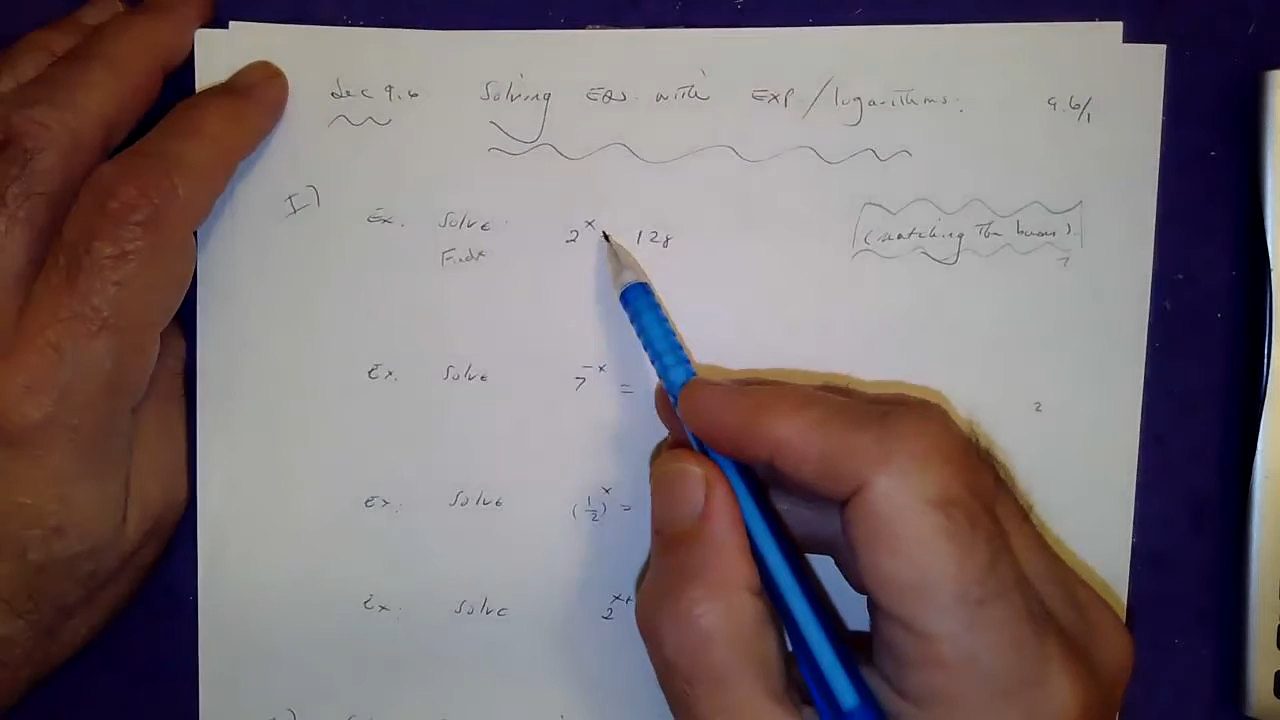 Sec 9.6 Solving EQS. with EXP./logarithms. 9.6/1
I)
Ex. Solve: 2^x 128 (matching the bases).
Find x
Ex. Solve 7^-x =
2
Ex. Solve (1/2)^x =
Ex. Solve 2^x+